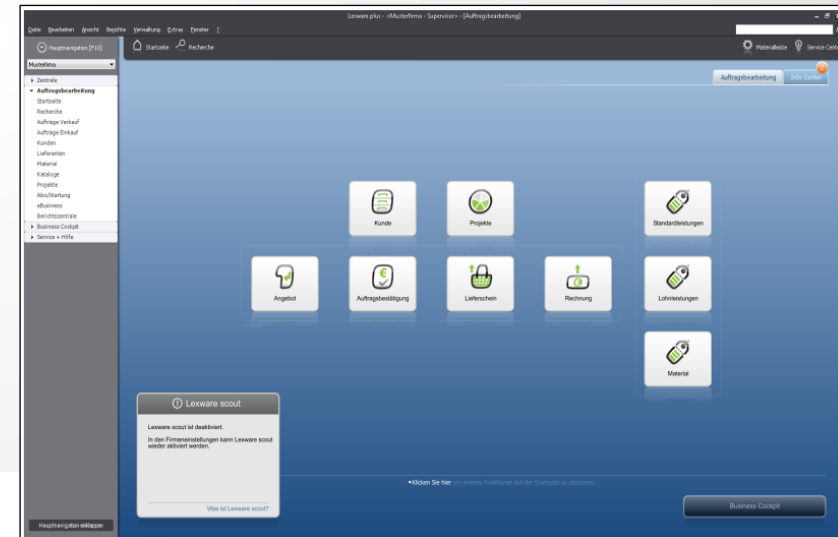 Lexware plus - <Musterfirma - Supervisor> - [Auftragsbearbeitung]
Datei Bearbeiten Ansicht Berichte Verwaltung Extras Fenster ?
Hauptnavigation [F10]
Startseite
Recherche
Materialleiste
Service Center
Musterfirma
Zentrale
Auftragsbearbeitung
Startseite
Recherche
Aufträge Verkauf
Aufträge Einkauf
Kunden
Lieferanten
Material
Kataloge
Projekte
Abo/Wartung
eBusiness
Berichtszentrale
Business Cockpit
Service + Hilfe
Auftragsbearbeitung
Info Center
Kunde
Projekte
Standardleistungen
Angebot
Auftragsbestätigung
Lieferschein
Rechnung
Lohnleistungen
Material
Lexware scout
Lexware scout ist deaktiviert.
In den Firmeneinstellungen kann Lexware scout
wieder aktiviert werden.
Was ist Lexware scout?
Klicken Sie hier um weitere Funktionen auf der Startseite zu platzieren
Business Cockpit
Hauptnavigation einklappen